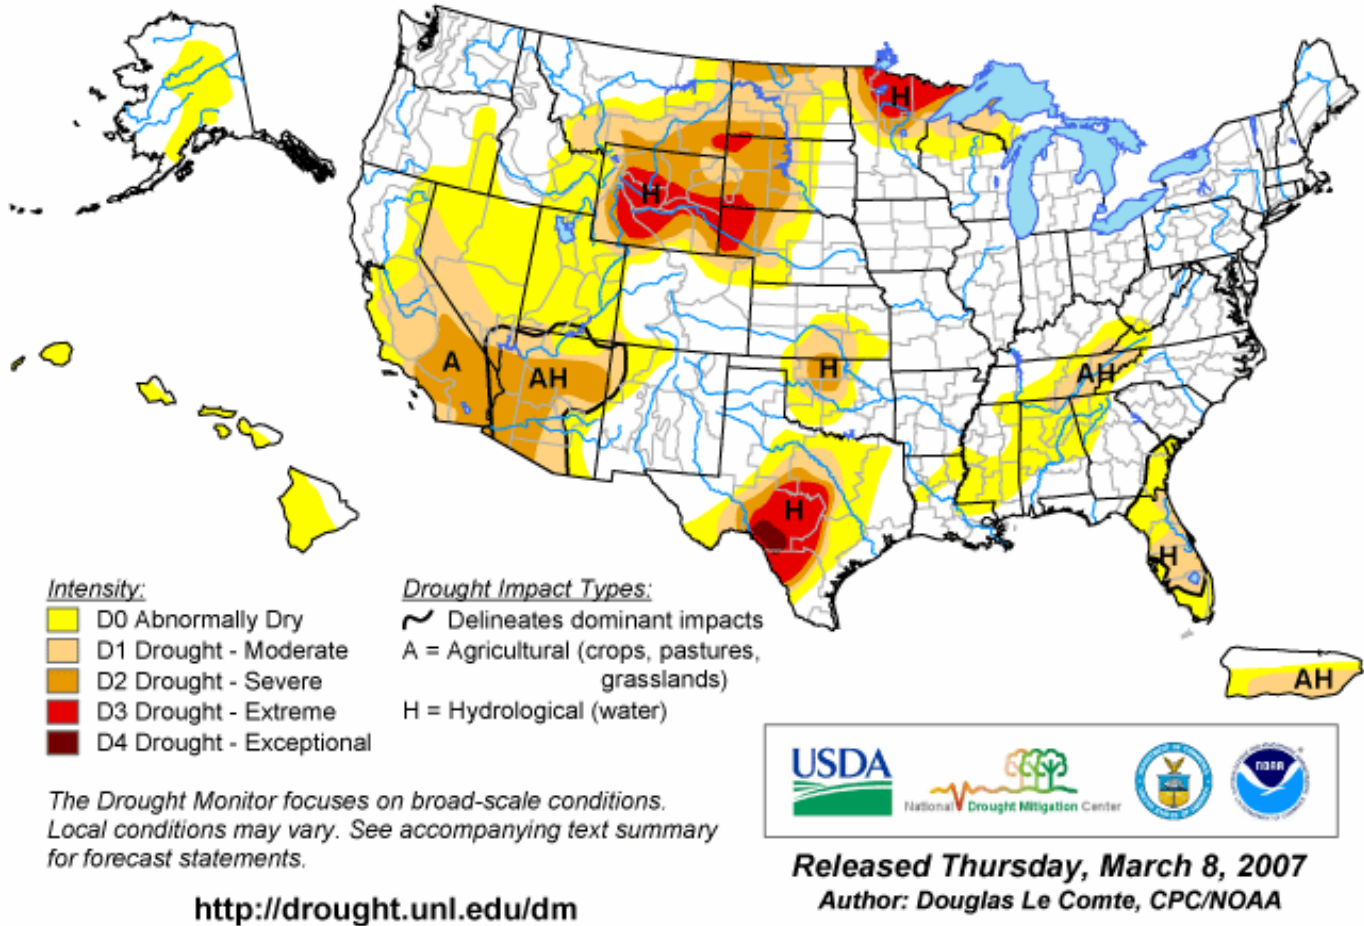 H
H
A
AH
H
AH
H
H
AH
Intensity:
D0 Abnormally Dry
D1 Drought - Moderate
D2 Drought - Severe
D3 Drought - Extreme
D4 Drought - Exceptional
Drought Impact Types:
Delineates dominant impacts
A = Agricultural (crops, pastures,
grasslands)
H = Hydrological (water)
The Drought Monitor focuses on broad-scale conditions.
Local conditions may vary. See accompanying text summary
for forecast statements.
http://drought.unl.edu/dm
USDA
National Drought Mitigation Center
NOAA
Released Thursday, March 8, 2007
Author: Douglas Le Comte, CPC/NOAA